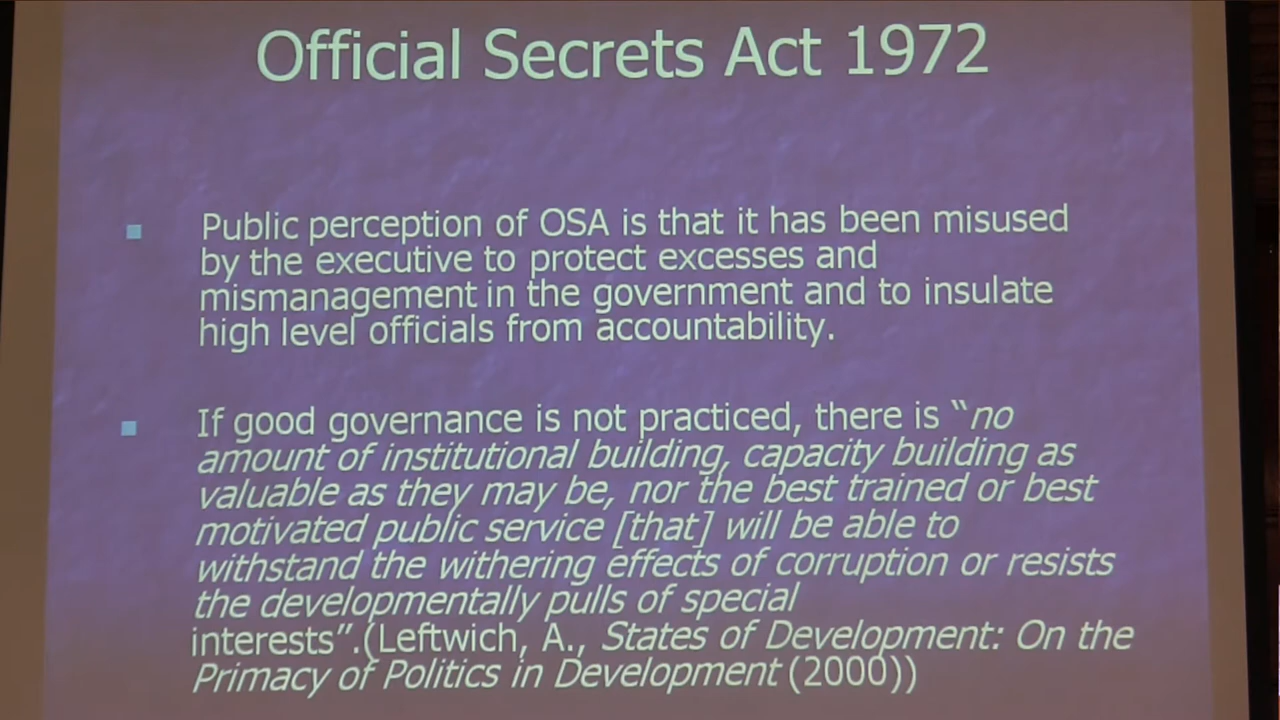 Official Secrets Act 1972
Public perception of OSA is that it has been misused
by the executive to protect excesses and
mismanagement in the government and to insulate
high level officials from accountability.
If good governance is not practiced, there is “no
amount of institutional building, capacity building as
valuable as they may be, nor the best trained or best
motivated public service [that] will be able to
withstand the withering effects of corruption or resists
the developmentally pulls of special
interests”.(Leftwich, A., States of Development: On the
Primacy of Politics in Development (2000))